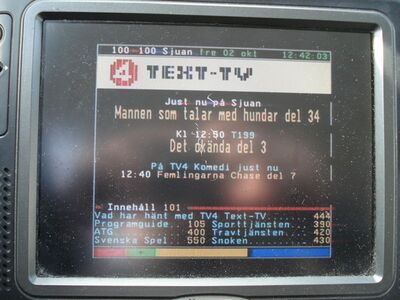 100 100 Sjuan fre 02 okt 12:42:03
4 TEXT-TV
Just nu på Sjuan
Mannen som talar med hundar del 34
Kl 12:50 T199
Det okända del 3
På TV4 Komedi just nu
12:40 Femlingarna Chase del 7
Innehåll 101
Vad har hänt med TV4 Text-TV..... 444
Programguide.. 105 Sporttjänsten. 390
ATG........... 400 Travtjänsten.. 420
Svenska Spel. 550 Snoken........ 430